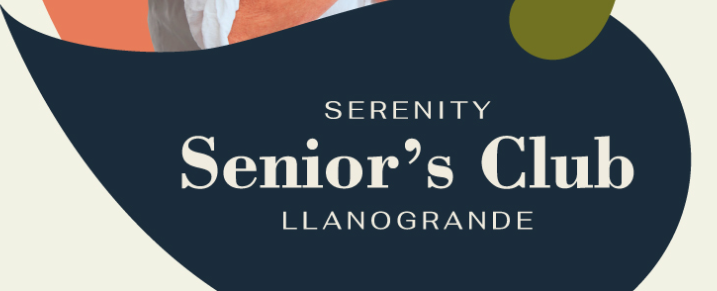 SERENITY
Senior’s Club
LLANOGRANDE